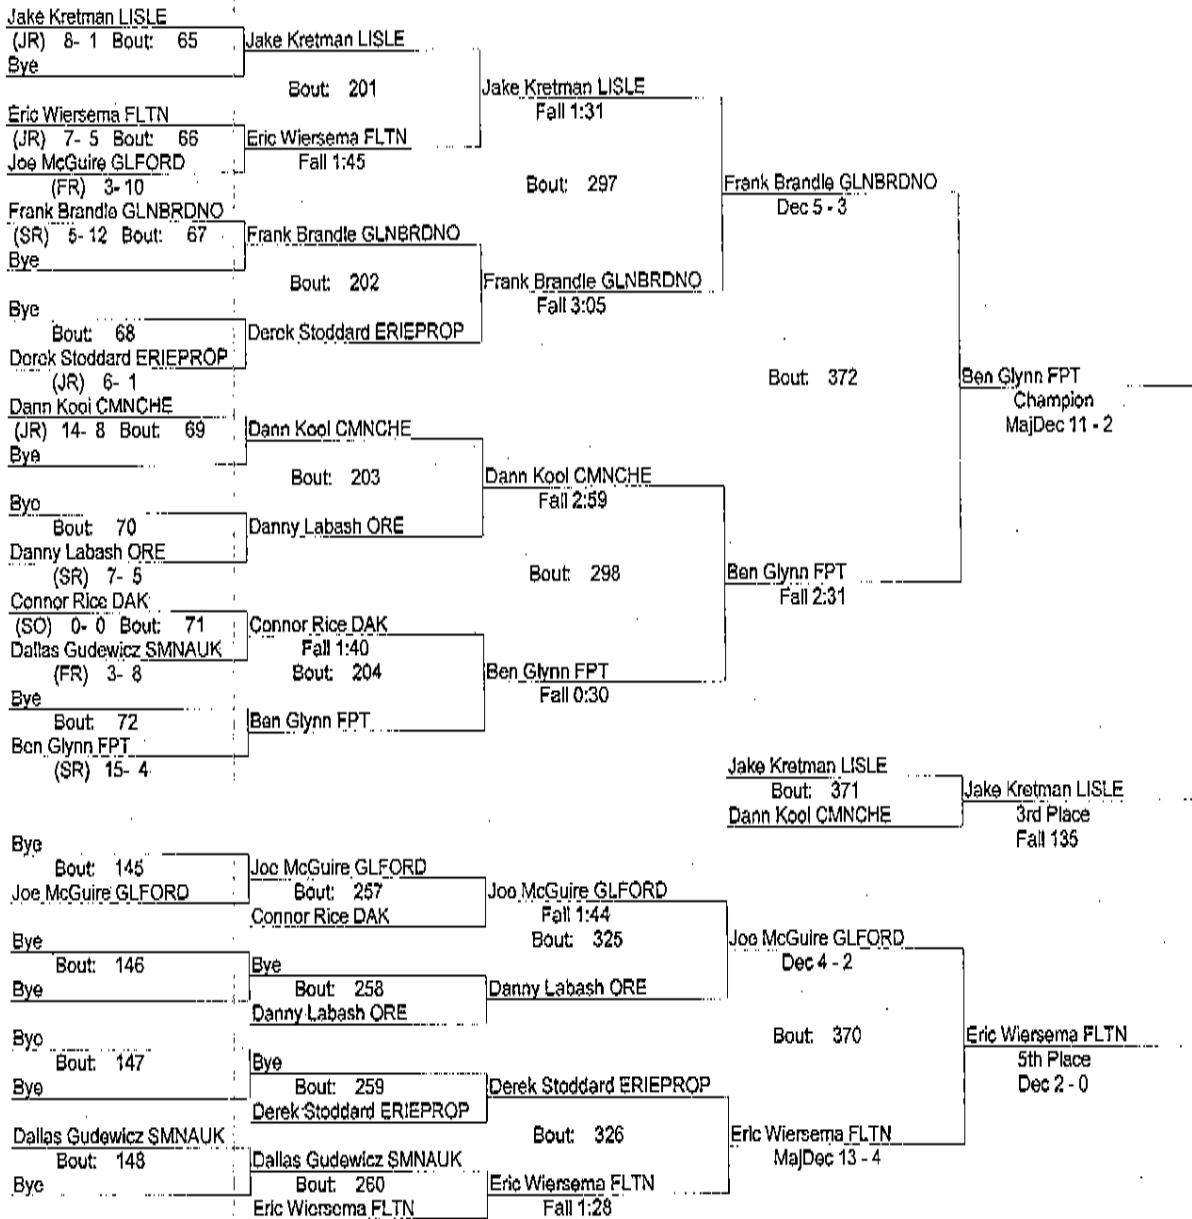 Jake Kretman LISLE
(JR) 8- 1 Bout: 65
Bye
Jake Kretman LISLE
Bout: 201
Eric Wiersema FLTN
(JR) 7- 5 Bout: 66
Joe McGuire GLFORD
(FR) 3- 10
Eric Wiersema FLTN
Fall 1:45
Jake Kretman LISLE
Fall 1:31
Bout: 297
Frank Brandle GLNBRDNO
(SR) 5- 12 Bout: 67
Bye
Frank Brandle GLNBRDNO
Bout: 202
Bye
Bout: 68
Derek Stoddard ERIEPROP
(JR) 6- 1
Derek Stoddard ERIEPROP
Frank Brandle GLNBRDNO
Fall 3:05
Frank Brandle GLNBRDNO
Dec 5 - 3
Bout: 372
Dann Kool CMNCHE
(JR) 14- 8 Bout: 69
Bye
Dann Kool CMNCHE
Bout: 203
Bye
Bout: 70
Danny Labash ORE
(SR) 7- 5
Danny Labash ORE
Dann Kool CMNCHE
Fall 2:59
Bout: 298
Connor Rice DAK
(SO) 0- 0 Bout: 71
Dallas Gudewicz SMNAUK
(FR) 3- 8
Connor Rice DAK
Fall 1:40
Bout: 204
Bye
Bout: 72
Ben Glynn FPT
(SR) 15- 4
Ben Glynn FPT
Ben Glynn FPT
Fall 0:30
Ben Glynn FPT
Fall 2:31
Ben Glynn FPT
Champion
MajDec 11 - 2
Jake Kretman LISLE
Bout: 371
Dann Kool CMNCHE
Jake Kretman LISLE
3rd Place
Fall 135
Bye
Bout: 145
Joe McGuire GLFORD
Joe McGuire GLFORD
Bout: 257
Connor Rice DAK
Joe McGuire GLFORD
Fall 1:44
Bout: 325
Bye
Bout: 146
Bye
Bye
Bout: 258
Danny Labash ORE
Danny Labash ORE
Joe McGuire GLFORD
Dec 4 - 2
Bout: 370
Bye
Bout: 147
Bye
Bye
Bout: 259
Derek Stoddard ERIEPROP
Derek Stoddard ERIEPROP
Bout: 326
Dallas Gudewicz SMNAUK
Bout: 148
Bye
Dallas Gudewicz SMNAUK
Bout: 260
Eric Wiersema FLTN
Eric Wiersema FLTN
Fall 1:28
Eric Wiersema FLTN
MajDec 13 - 4
Eric Wiersema FLTN
5th Place
Dec 2 - 0